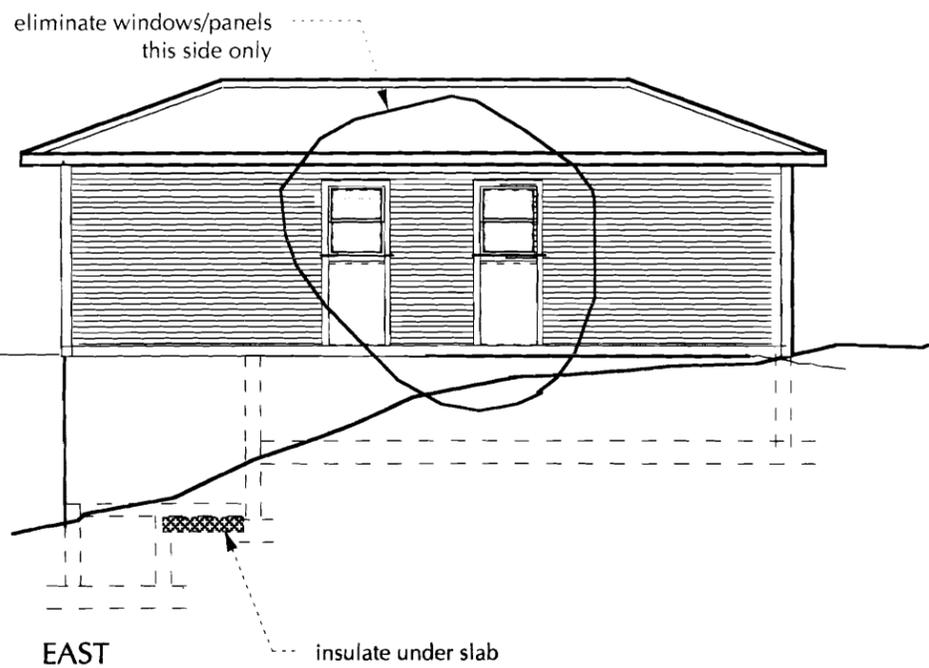 eliminate windows/panels
this side only
EAST
insulate under slab